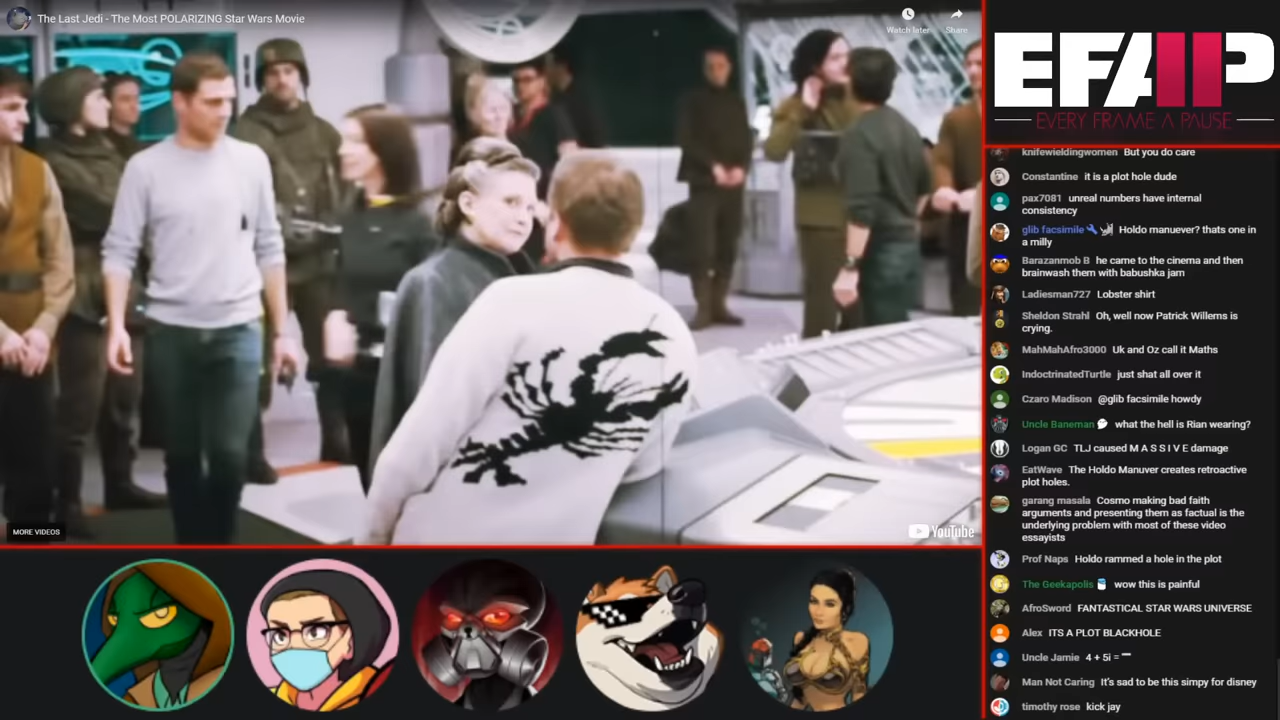 The Last Jedi - The Most POLARIZING Star Wars Movie
Watch later
Share
MORE VIDEOS
YouTube
EFAP
EVERY FRAME A PAUSE
knifewieldingwomen But you do care
Constantine it is a plot hole dude
pax7081 unreal numbers have internal
consistency
glib facsimile Holdo manuever? thats one in
a milly
Barazanmob B he came to the cinema and then
brainwash them with babushka jam
Ladiesman727 Lobster shirt
Sheldon Strahl Oh, well now Patrick Willems is
crying.
MahMahAfro3000 Uk and Oz call it Maths
IndoctrinatedTurtle just shat all over it
Czaro Madison @glib facsimile howdy
Uncle Baneman what the hell is Rian wearing?
Logan GC TLJ caused M A S S I V E damage
EatWave The Holdo Manuver creates retroactive
plot holes.
garang masala Cosmo making bad faith
arguments and presenting them as factual is the
underlying problem with most of these video
essayists
Prof Naps Holdo rammed a hole in the plot
The Geekapolis wow this is painful
AfroSword FANTASTICAL STAR WARS UNIVERSE
Alex ITS A PLOT BLACKHOLE
Uncle Jamie 4 + 5i = 
Man Not Caring It's sad to be this simpy for disney
timothy rose kick jay